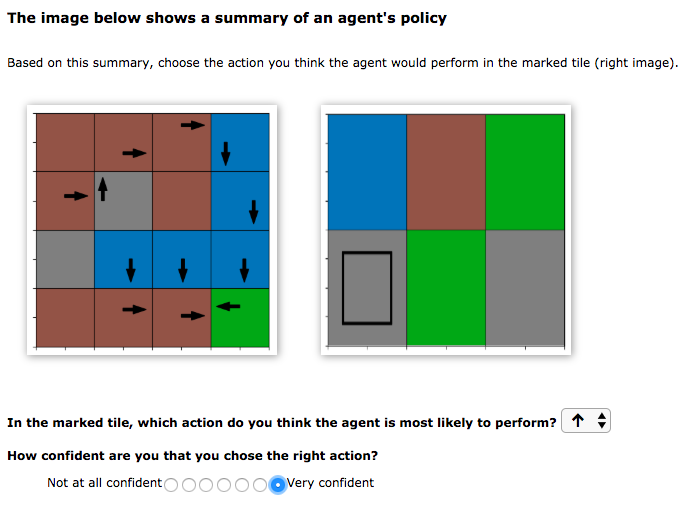 The image below shows a summary of an agent's policy
Based on this summary, choose the action you think the agent would perform in the marked tile (right image).
In the marked tile, which action do you think the agent is most likely to perform? ↑
How confident are you that you chose the right action?
Not at all confident Very confident